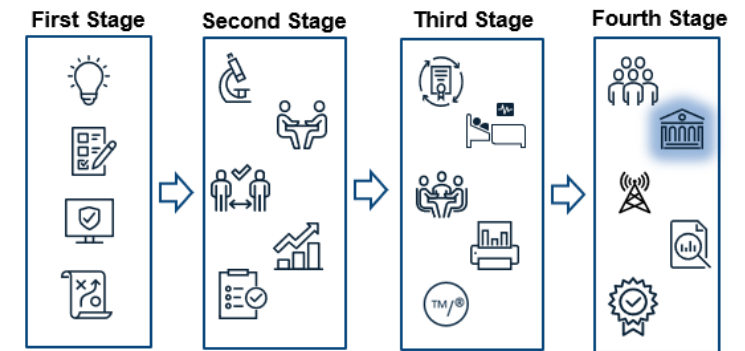 First Stage
Second Stage
Third Stage
Fourth Stage
TM/®